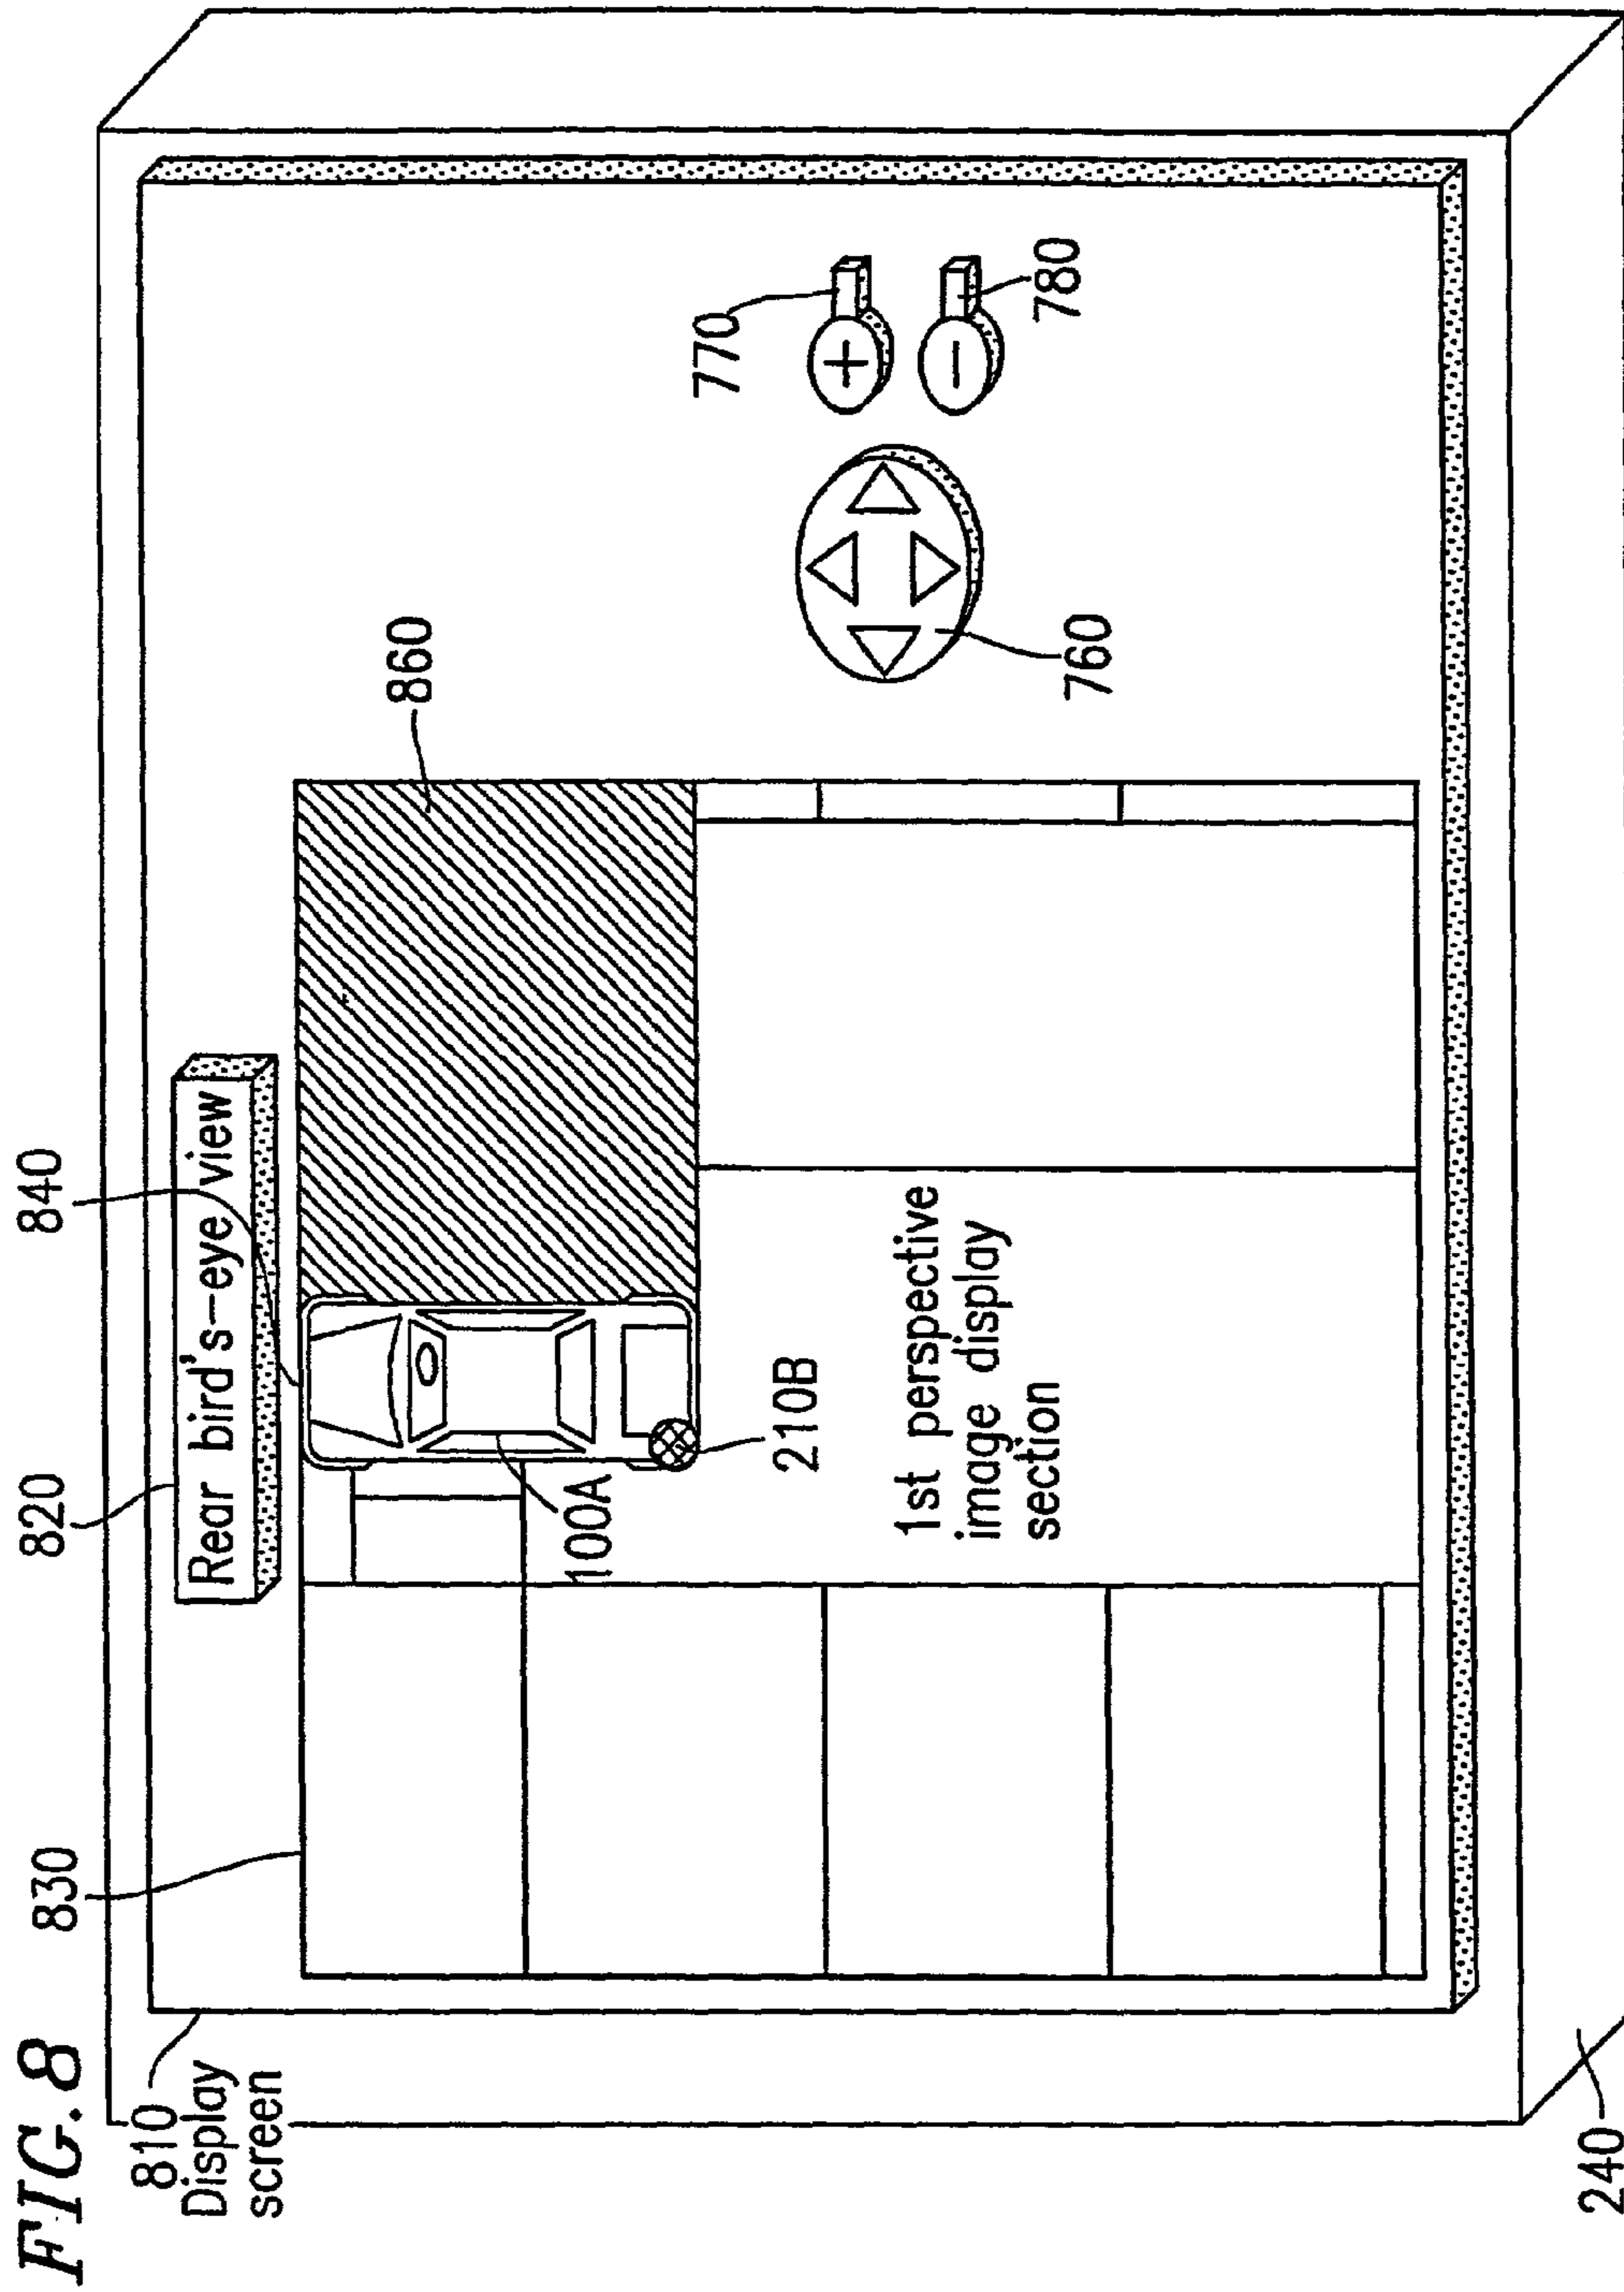 FIG. 8
810
Display
screen
830
820
840
Rear bird's-eye view
860
770
780
760
100A
210B
1st perspective
image display
section
240
+
−